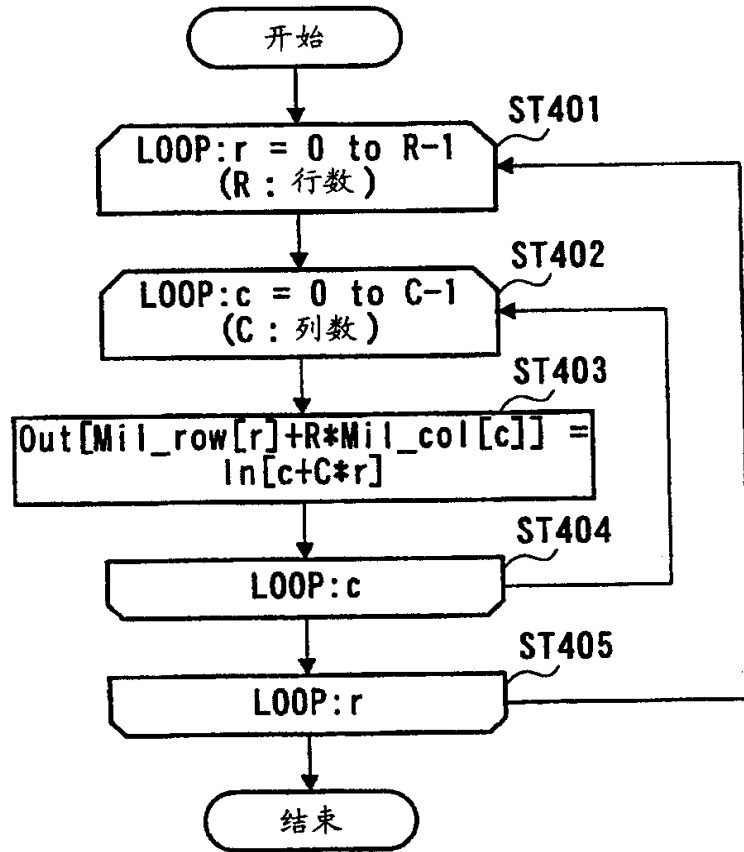 开始
ST401
LOOP:r = 0 to R-1
(R：行数)
ST402
LOOP:c = 0 to C-1
(C：列数)
ST403
Out[Mil_row[r]+R*Mil_col[c]] =
In[c+C*r]
ST404
LOOP:c
ST405
LOOP:r
结束